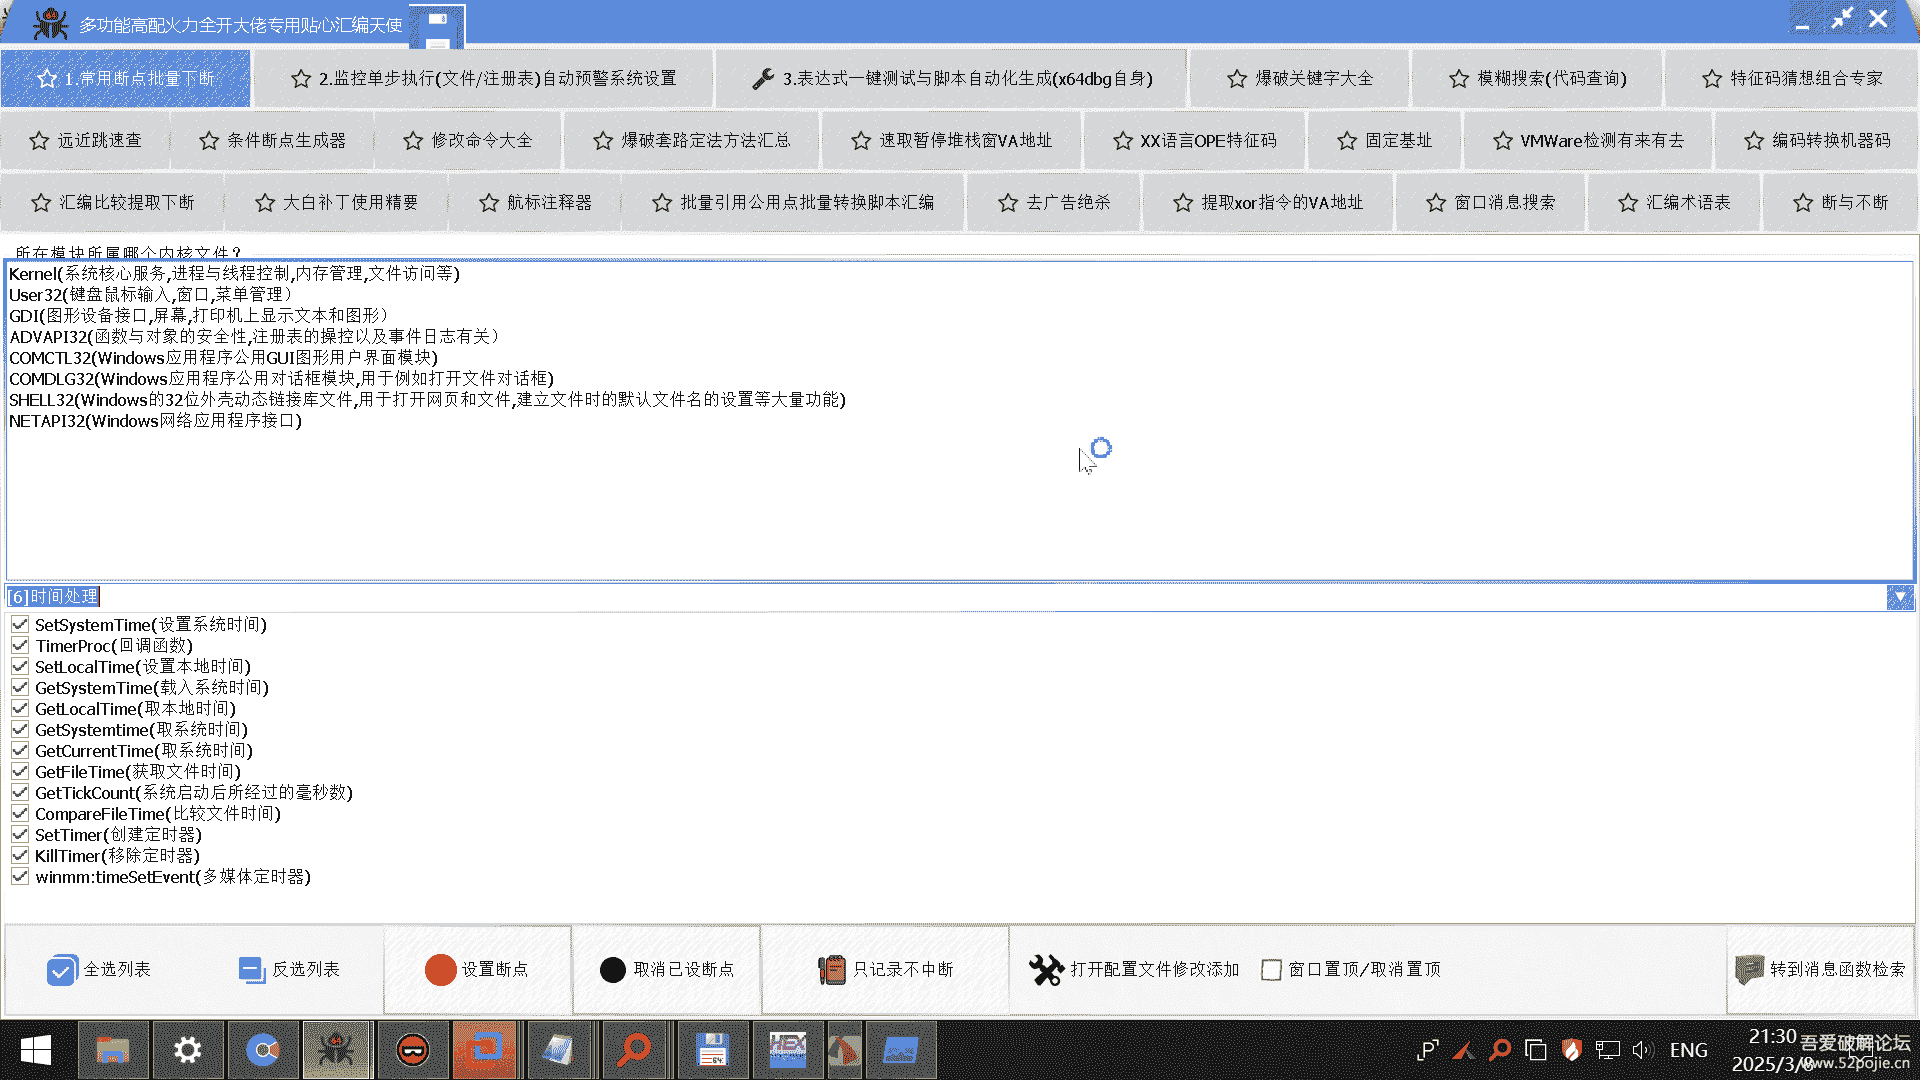 多功能高配火力全开大佬专用贴心汇编天使
1.常用断点批量下断
2.监控单步执行(文件/注册表)自动预警系统设置
3.表达式一键测试与脚本自动化生成(x64dbg自身)
爆破关键字大全
模糊搜索(代码查询)
特征码猜想组合专家
远近跳速查
条件断点生成器
修改命令大全
爆破套路定法方法汇总
速取暂停堆栈窗VA地址
XX语言OPE特征码
固定基址
VMWare检测有来有去
编码转换机器码
汇编比较提取下断
大白补丁使用精要
航标注释器
批量引用公用点批量转换脚本汇编
去广告绝杀
提取xor指令的VA地址
窗口消息搜索
汇编术语表
断与不断
所在模块所属哪个内核文件？
Kernel(系统核心服务,进程与线程控制,内存管理,文件访问等)
User32(键盘鼠标输入,窗口,菜单管理）
GDI(图形设备接口,屏幕,打印机上显示文本和图形）
ADVAPI32(函数与对象的安全性,注册表的操控以及事件日志有关）
COMCTL32(Windows应用程序公用GUI图形用户界面模块)
COMDLG32(Windows应用程序公用对话框模块,用于例如打开文件对话框)
SHELL32(Windows的32位外壳动态链接库文件,用于打开网页和文件,建立文件时的默认文件名的设置等大量功能)
NETAPI32(Windows网络应用程序接口)
[6]时间处理
SetSystemTime(设置系统时间)
TimerProc(回调函数)
SetLocalTime(设置本地时间)
GetSystemTime(载入系统时间)
GetLocalTime(取本地时间)
GetSystemtime(取系统时间)
GetCurrentTime(取系统时间)
GetFileTime(获取文件时间)
GetTickCount(系统启动后所经过的毫秒数)
CompareFileTime(比较文件时间)
SetTimer(创建定时器)
KillTimer(移除定时器)
winmm:timeSetEvent(多媒体定时器)
全选列表
反选列表
设置断点
取消已设断点
只记录不中断
打开配置文件修改添加
窗口置顶/取消置顶
转到消息函数检索
64
HEX
ENG
21:30
2025/3/8
吾爱破解论坛
www.52pojie.cn